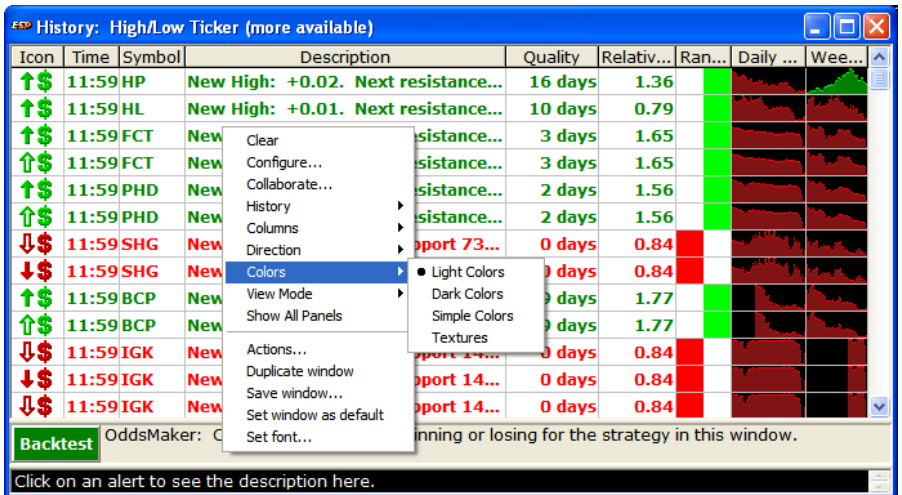 ESP History: High/Low Ticker (more available)
Icon Time Symbol Description Quality Relativ... Ran... Daily ... Wee...
$ 11:59 HP New High: +0.02. Next resistance... 16 days 1.36
$ 11:59 HL New High: +0.01. Next resistance... 10 days 0.79
$ 11:59 FCT New sistance... 3 days 1.65
$ 11:59 FCT New sistance... 3 days 1.65
$ 11:59 PHD New sistance... 2 days 1.56
$ 11:59 PHD New sistance... 2 days 1.56
$ 11:59 SHG New pport 73... 0 days 0.84
$ 11:59 SHG New days 0.84
$ 11:59 BCP New days 1.77
$ 11:59 BCP New days 1.77
$ 11:59 IGK New pport 14... 0 days 0.84
$ 11:59 IGK New pport 14... 0 days 0.84
$ 11:59 IGK New pport 14... 0 days 0.84
Clear
Configure...
Collaborate...
History
Columns
Direction
Colors
View Mode
Show All Panels
Actions...
Duplicate window
Save window...
Set window as default
Set font...
Light Colors
Dark Colors
Simple Colors
Textures
Backtest OddsMaker: C inning or losing for the strategy in this window.
Click on an alert to see the description here.